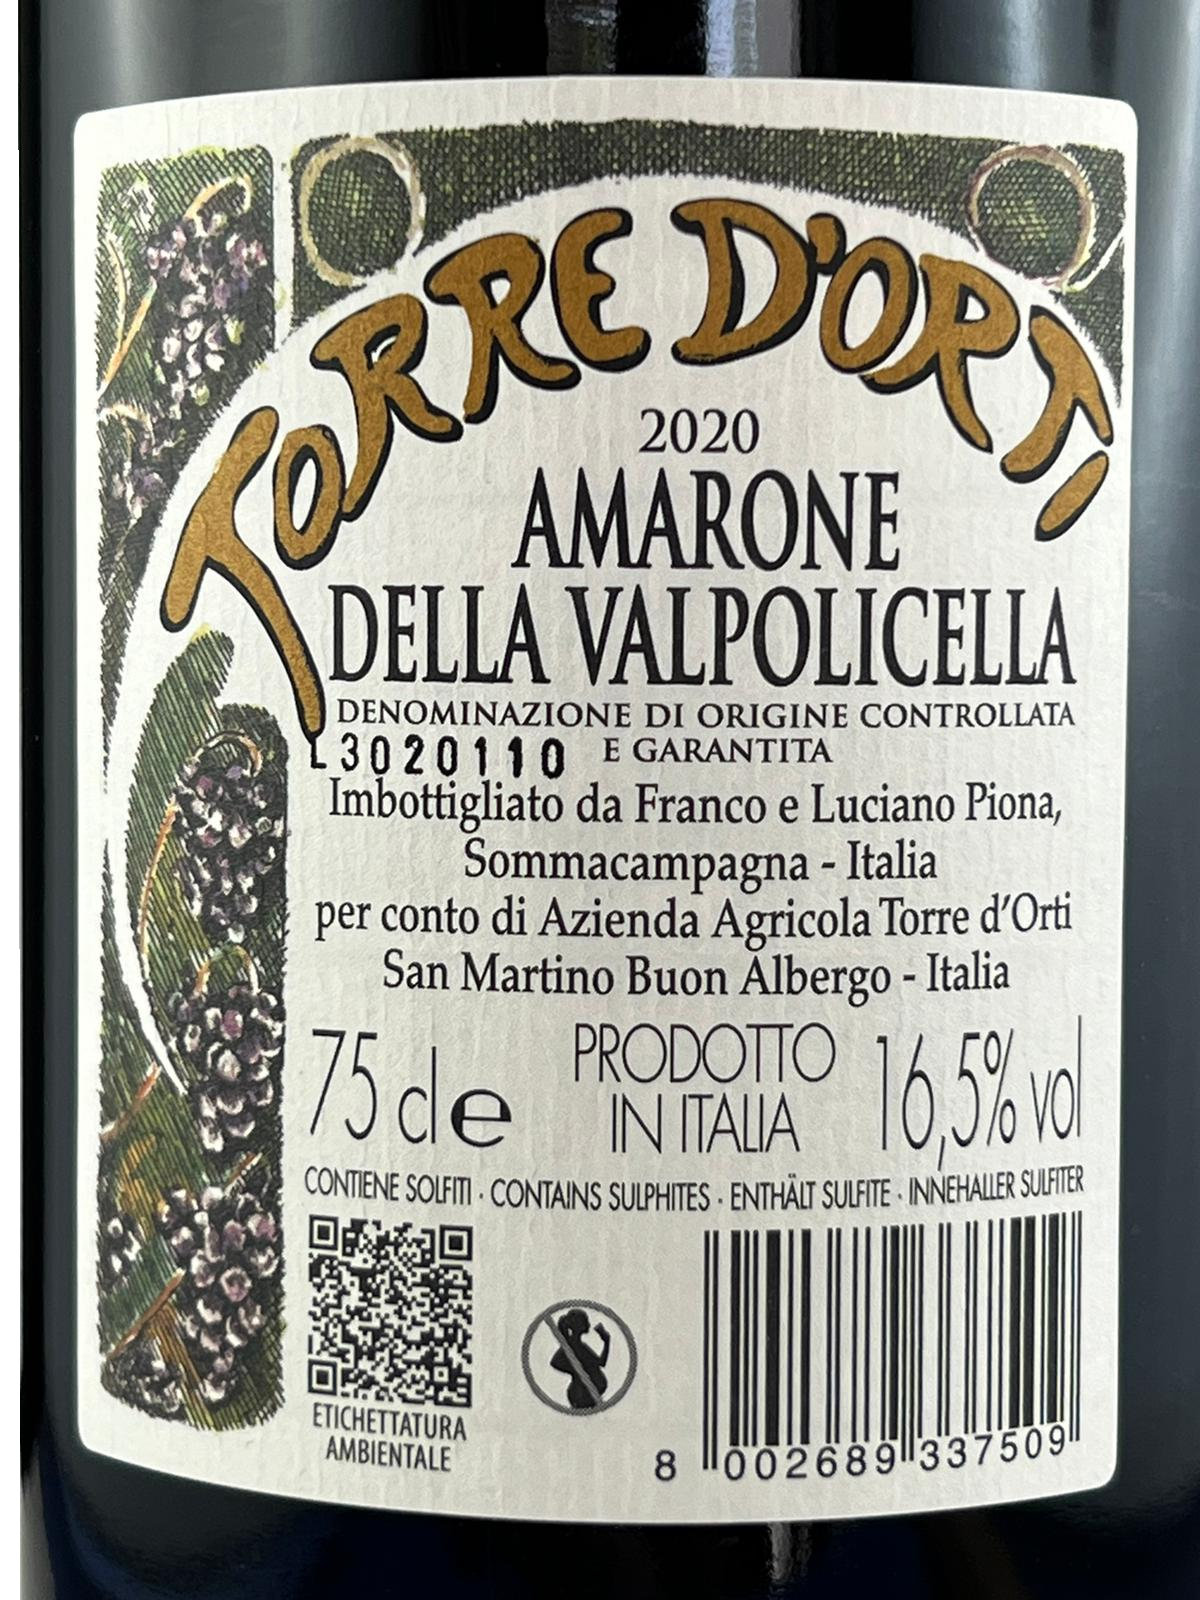 TORRE D'ORTI
2020
AMARONE
DELLA VALPOLICELLA
DENOMINAZIONE DI ORIGINE CONTROLLATA
E GARANTITA
L3020110
Imbottigliato da Franco e Luciano Piona,
Sommacampagna - Italia
per conto di Azienda Agricola Torre d'Orti
San Martino Buon Albergo - Italia
75 cl e
PRODOTTO
IN ITALIA
16,5% vol
CONTIENE SOLFITI · CONTAINS SULPHITES · ENTHÄLT SULFITE · INNEHALLER SULFITER
ETICHETTATURA
AMBIENTALE
8 002689 337509